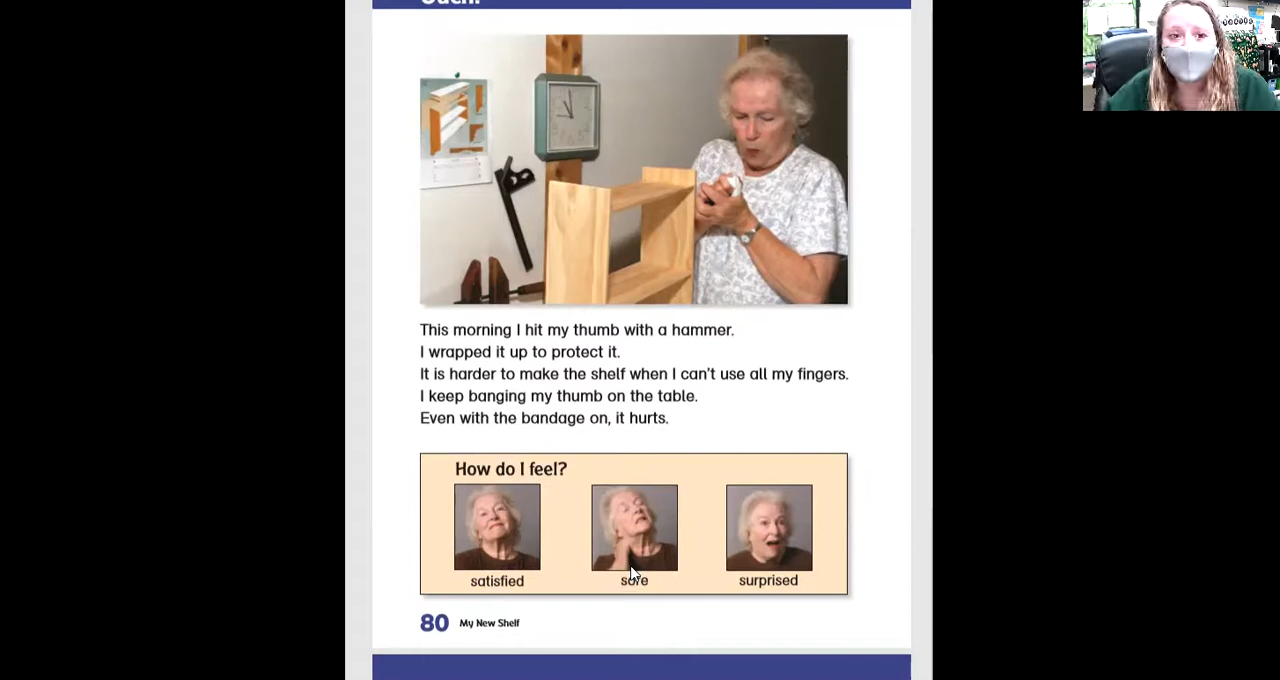 Ouch!
This morning I hit my thumb with a hammer.
I wrapped it up to protect it.
It is harder to make the shelf when I can't use all my fingers.
I keep banging my thumb on the table.
Even with the bandage on, it hurts.
How do I feel?
satisfied
sore
surprised
80 My New Shelf